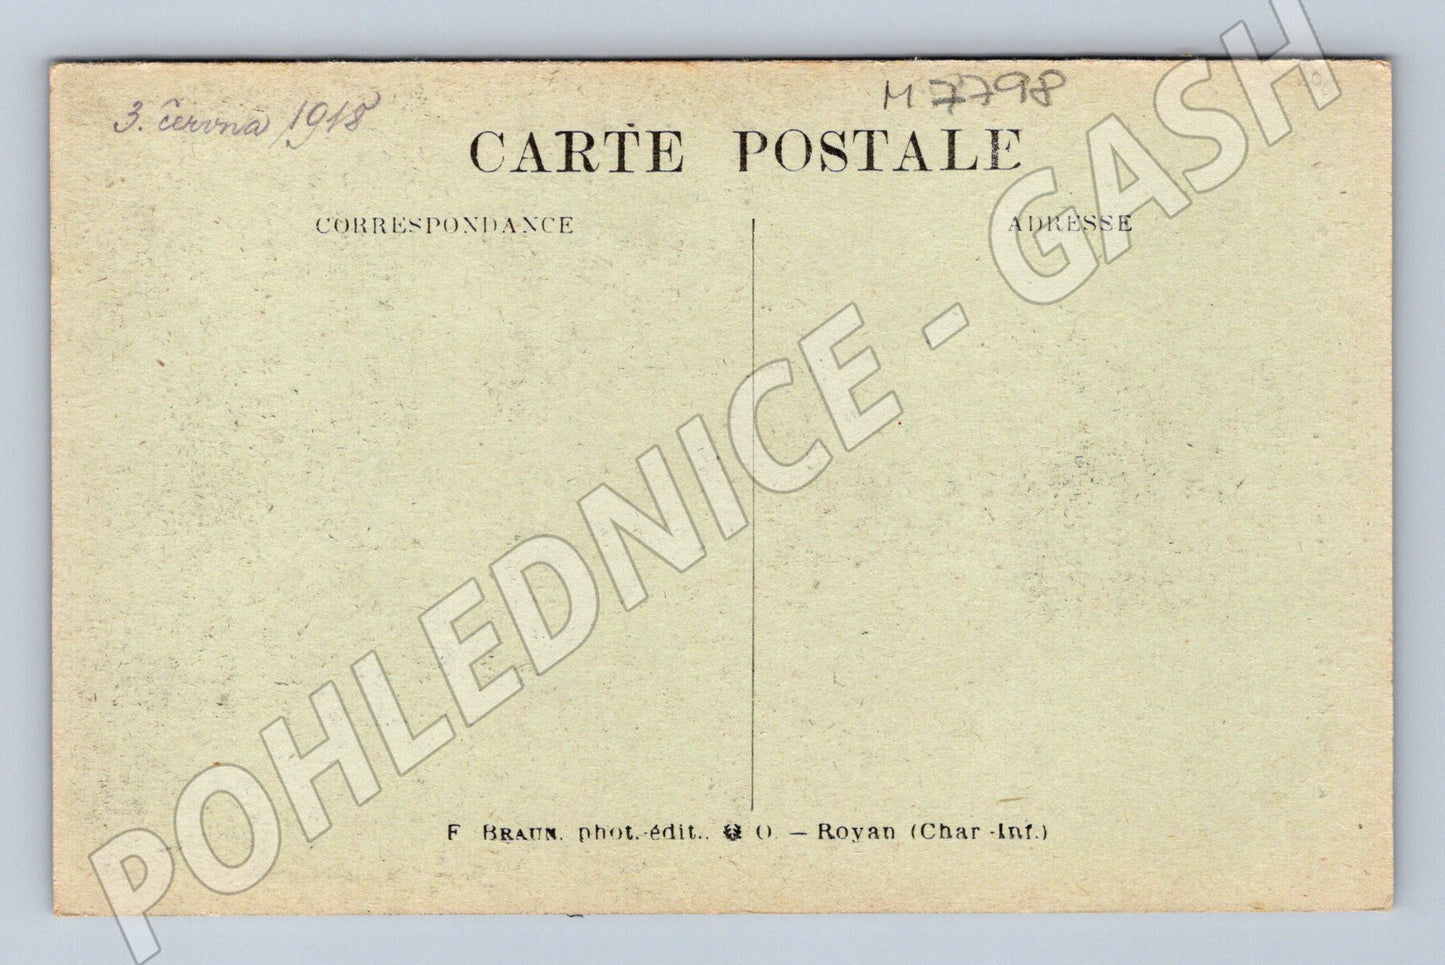 3. června 1918
M 7798
CARTE POSTALE
CORRESPONDANCE
ADRESSE
POHLEDNICE - GASH
F BRAUN. phot.-édit.. O. — Royan (Char -Inf.)